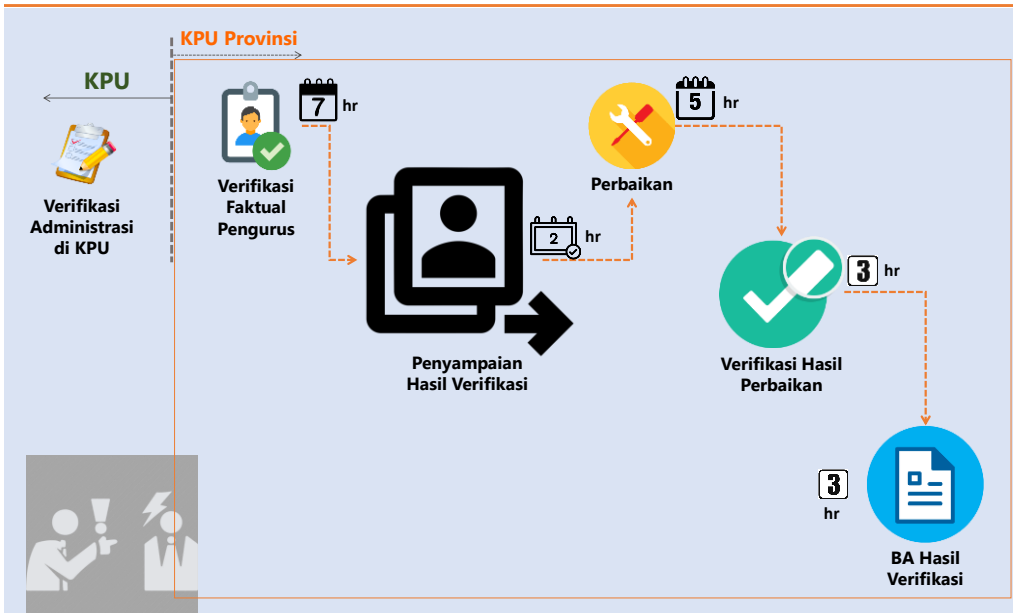 KPU Provinsi
KPU
Verifikasi
Administrasi
di KPU
7 hr
Verifikasi
Faktual
Pengurus
2 hr
Penyampaian
Hasil Verifikasi
5 hr
Perbaikan
3 hr
Verifikasi Hasil
Perbaikan
3
hr
BA Hasil
Verifikasi